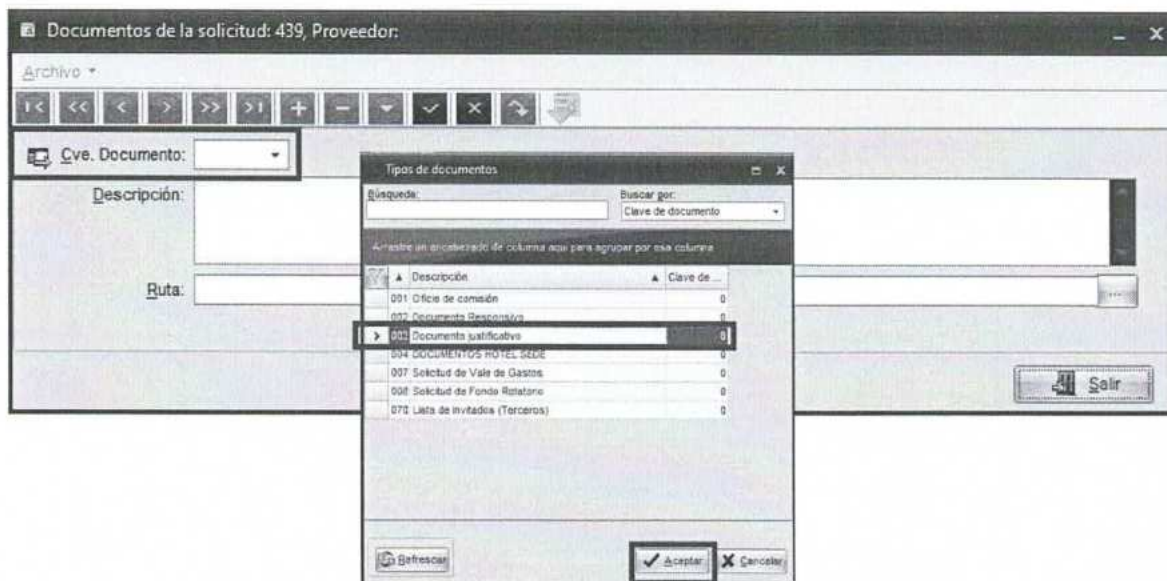 Documentos de la solicitud: 439, Proveedor:
Archivo
Cve. Documento:
Descripción:
Ruta:
Salir
Tipos de documentos
Búsqueda: Buscar por:
Clave de documento
Arrastre un encabezado de columna aquí para agrupar por esa columna
Descripción Clave de ...
001 Oficio de comisión 0
002 Documento Responsivo 0
003 Documento justificativo 0
004 DOCUMENTOS HOTEL SEDE 0
007 Solicitud de Vale de Gastos 0
008 Solicitud de Fondo Rotatorio 0
070 Lista de Invitados (Terceros) 0
Refrescar Aceptar Cancelar